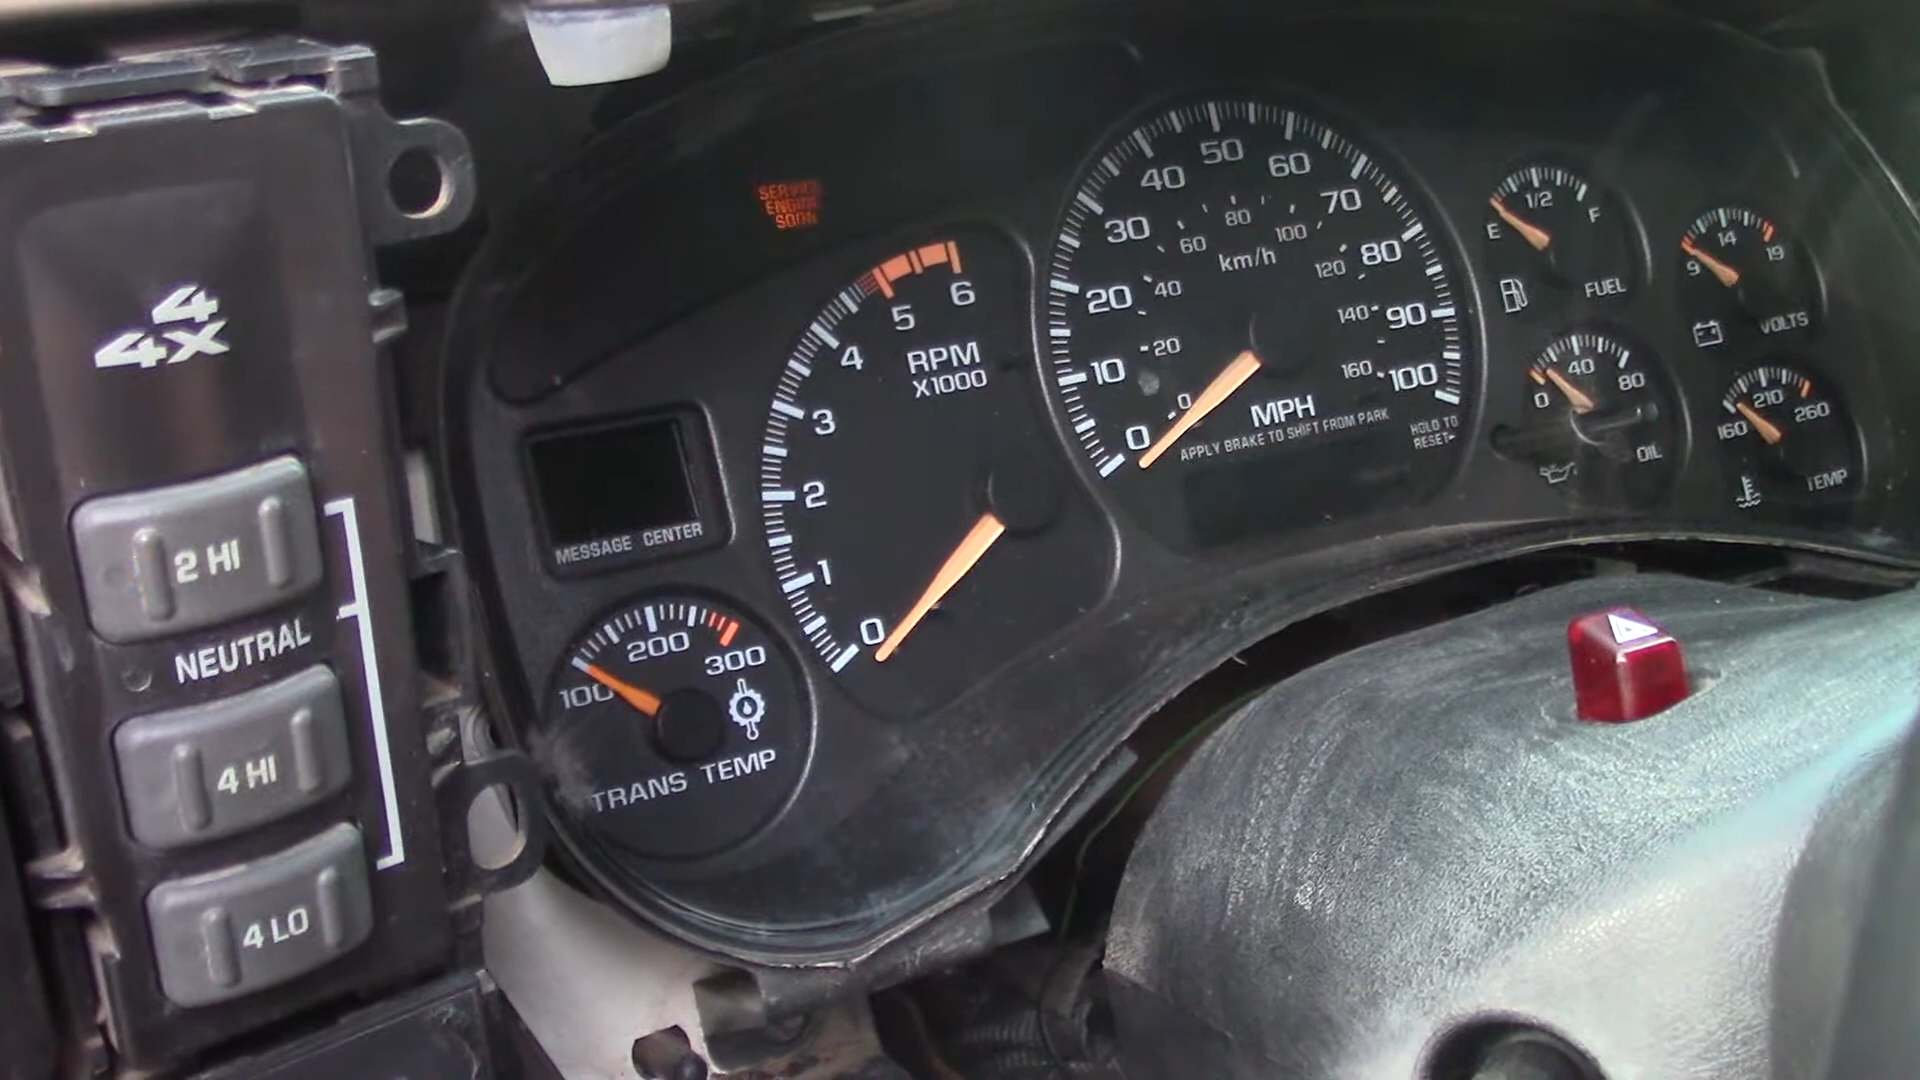 4
4X
2 HI
NEUTRAL
4 HI
4 LO
SERVICE
ENGINE
SOON
MESSAGE CENTER
100 200 300
TRANS TEMP
0 1 2 3 4 5 6
RPM
X1000
0 10 20 30 40 50 60 70 80 90 100
0 20 40 60 80 100 120 140 160
km/h
MPH
APPLY BRAKE TO SHIFT FROM PARK
HOLD TO
RESET
E 1/2 F
FUEL
9 14 19
VOLTS
0 40 80
OIL
160 210 260
TEMP